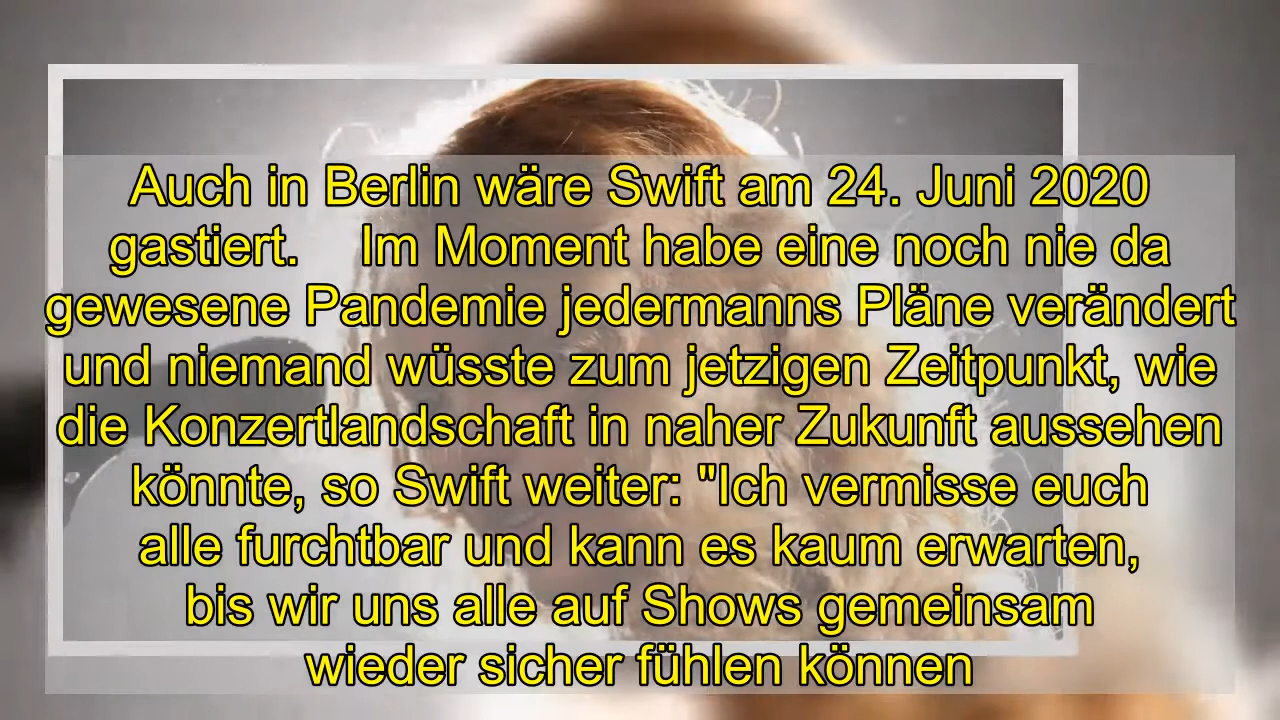 Auch in Berlin wäre Swift am 24. Juni 2020
gastiert.    Im Moment habe eine noch nie da
gewesene Pandemie jedermanns Pläne verändert
und niemand wüsste zum jetzigen Zeitpunkt, wie
die Konzertlandschaft in naher Zukunft aussehen
könnte, so Swift weiter: "Ich vermisse euch
alle furchtbar und kann es kaum erwarten,
bis wir uns alle auf Shows gemeinsam
wieder sicher fühlen können